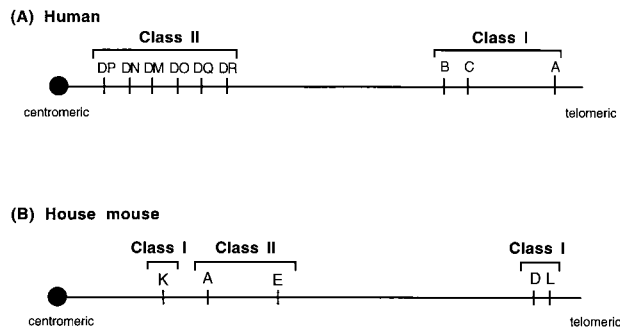 (A) Human
Class II
Class I
DP DN DM DO DQ DR
B C A
centromeric
telomeric
(B) House mouse
Class I
Class II
Class I
K
A E
D L
centromeric
telomeric